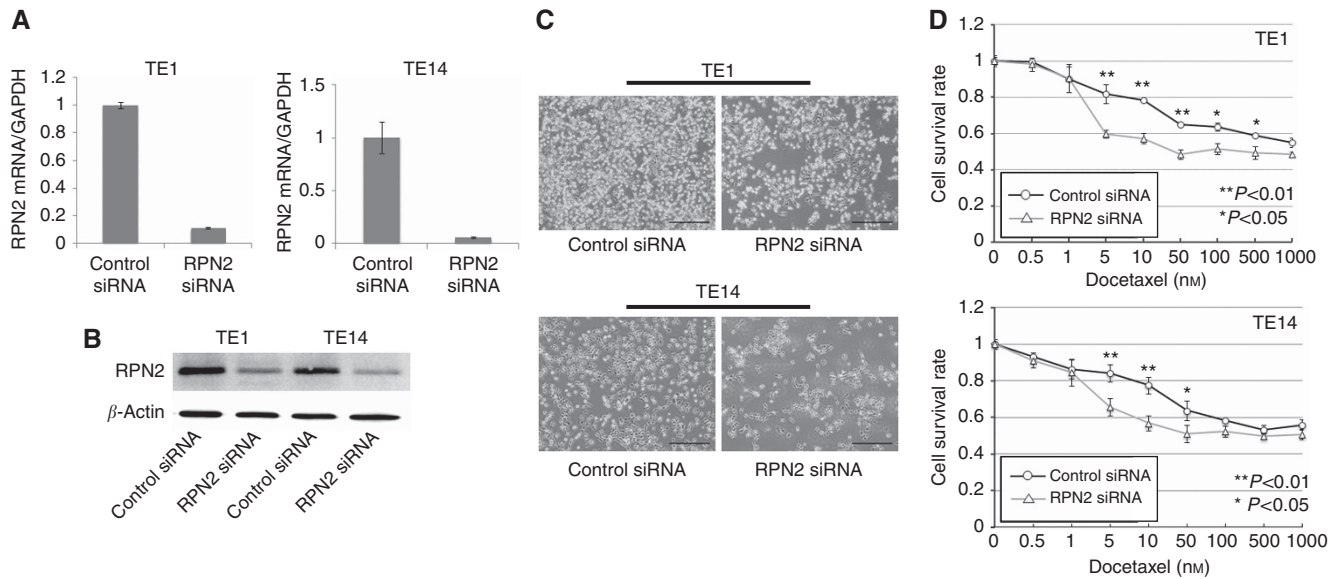 A
TE1
RPN2 mRNA/GAPDH
1.2
1
0.8
0.6
0.4
0.2
0
Control
siRNA
RPN2
siRNA
TE14
RPN2 mRNA/GAPDH
1.5
1
0.5
0
Control
siRNA
RPN2
siRNA
B
TE1
TE14
RPN2
β-Actin
Control siRNA
RPN2 siRNA
Control siRNA
RPN2 siRNA
C
TE1
Control siRNA
RPN2 siRNA
TE14
Control siRNA
RPN2 siRNA
D
TE1
Cell survival rate
1.2
1
0.8
0.6
0.4
0.2
0
** ** ** * *
Control siRNA
RPN2 siRNA
**P<0.01
*P<0.05
0 0.5 1 5 10 50 100 500 1000
Docetaxel (nM)
TE14
Cell survival rate
1.2
1
0.8
0.6
0.4
0.2
0
** ** *
Control siRNA
RPN2 siRNA
**P<0.01
* P<0.05
0 0.5 1 5 10 50 100 500 1000
Docetaxel (nM)